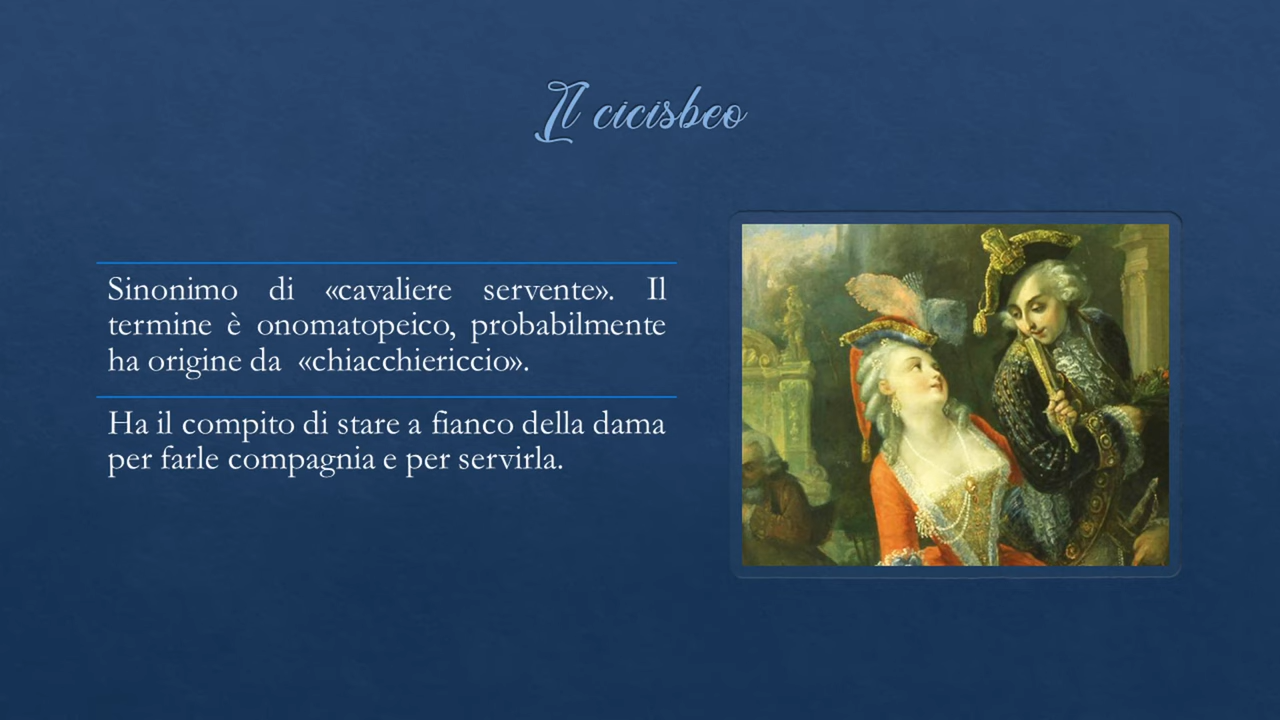 Il cicisbeo
Sinonimo di «cavaliere servente». Il
termine è onomatopeico, probabilmente
ha origine da «chiacchiericcio».
Ha il compito di stare a fianco della dama
per farle compagnia e per servirla.